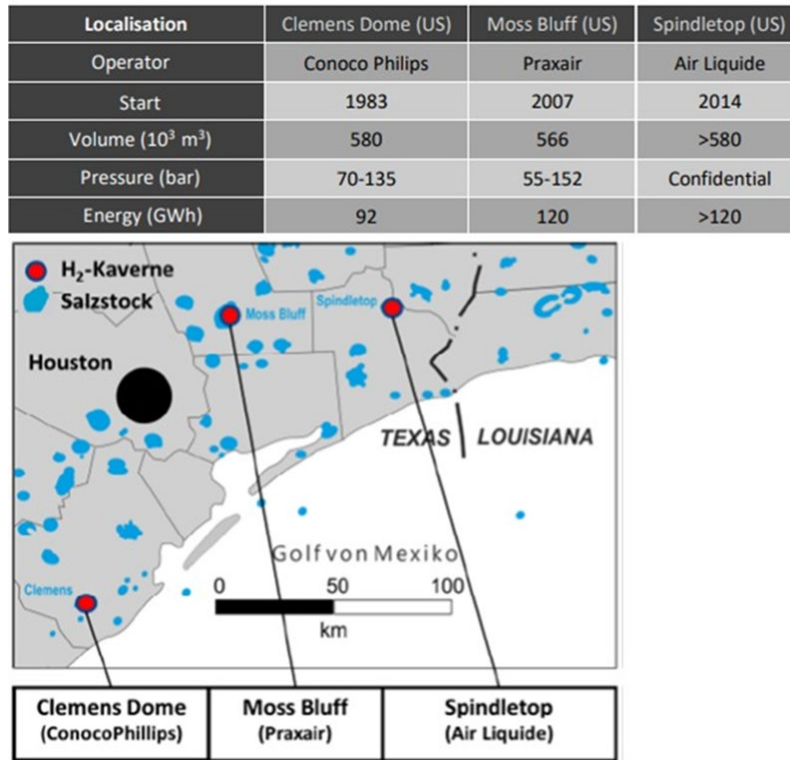 Localisation Clemens Dome (US) Moss Bluff (US) Spindletop (US)
Operator Conoco Philips Praxair Air Liquide
Start 1983 2007 2014
Volume (10³ m³) 580 566 >580
Pressure (bar) 70-135 55-152 Confidential
Energy (GWh) 92 120 >120
H₂-Kaverne
Salzstock
Moss Bluff
Spindletop
Houston
TEXAS LOUISIANA
Golf von Mexiko
Clemens
0 50 100
km
Clemens Dome Moss Bluff Spindletop
(ConocoPhillips) (Praxair) (Air Liquide)